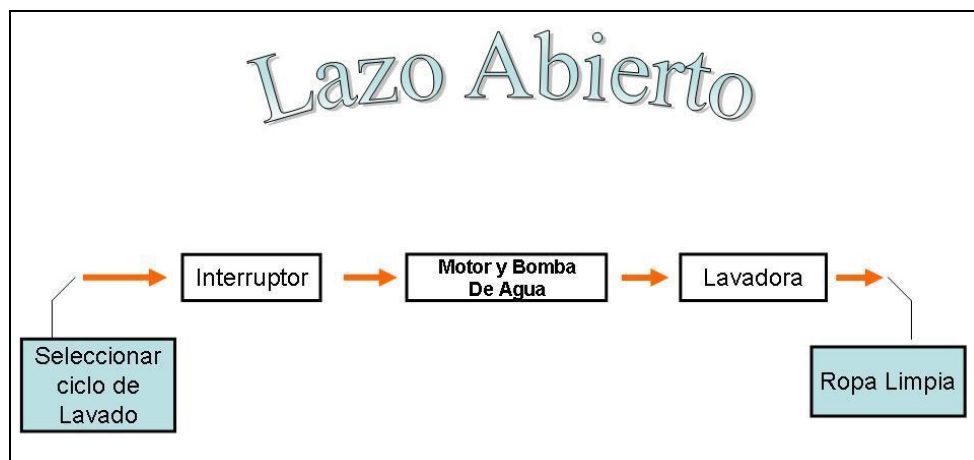 Lazo Abierto
Interruptor
Motor y Bomba
De Agua
Lavadora
Seleccionar
ciclo de
Lavado
Ropa Limpia